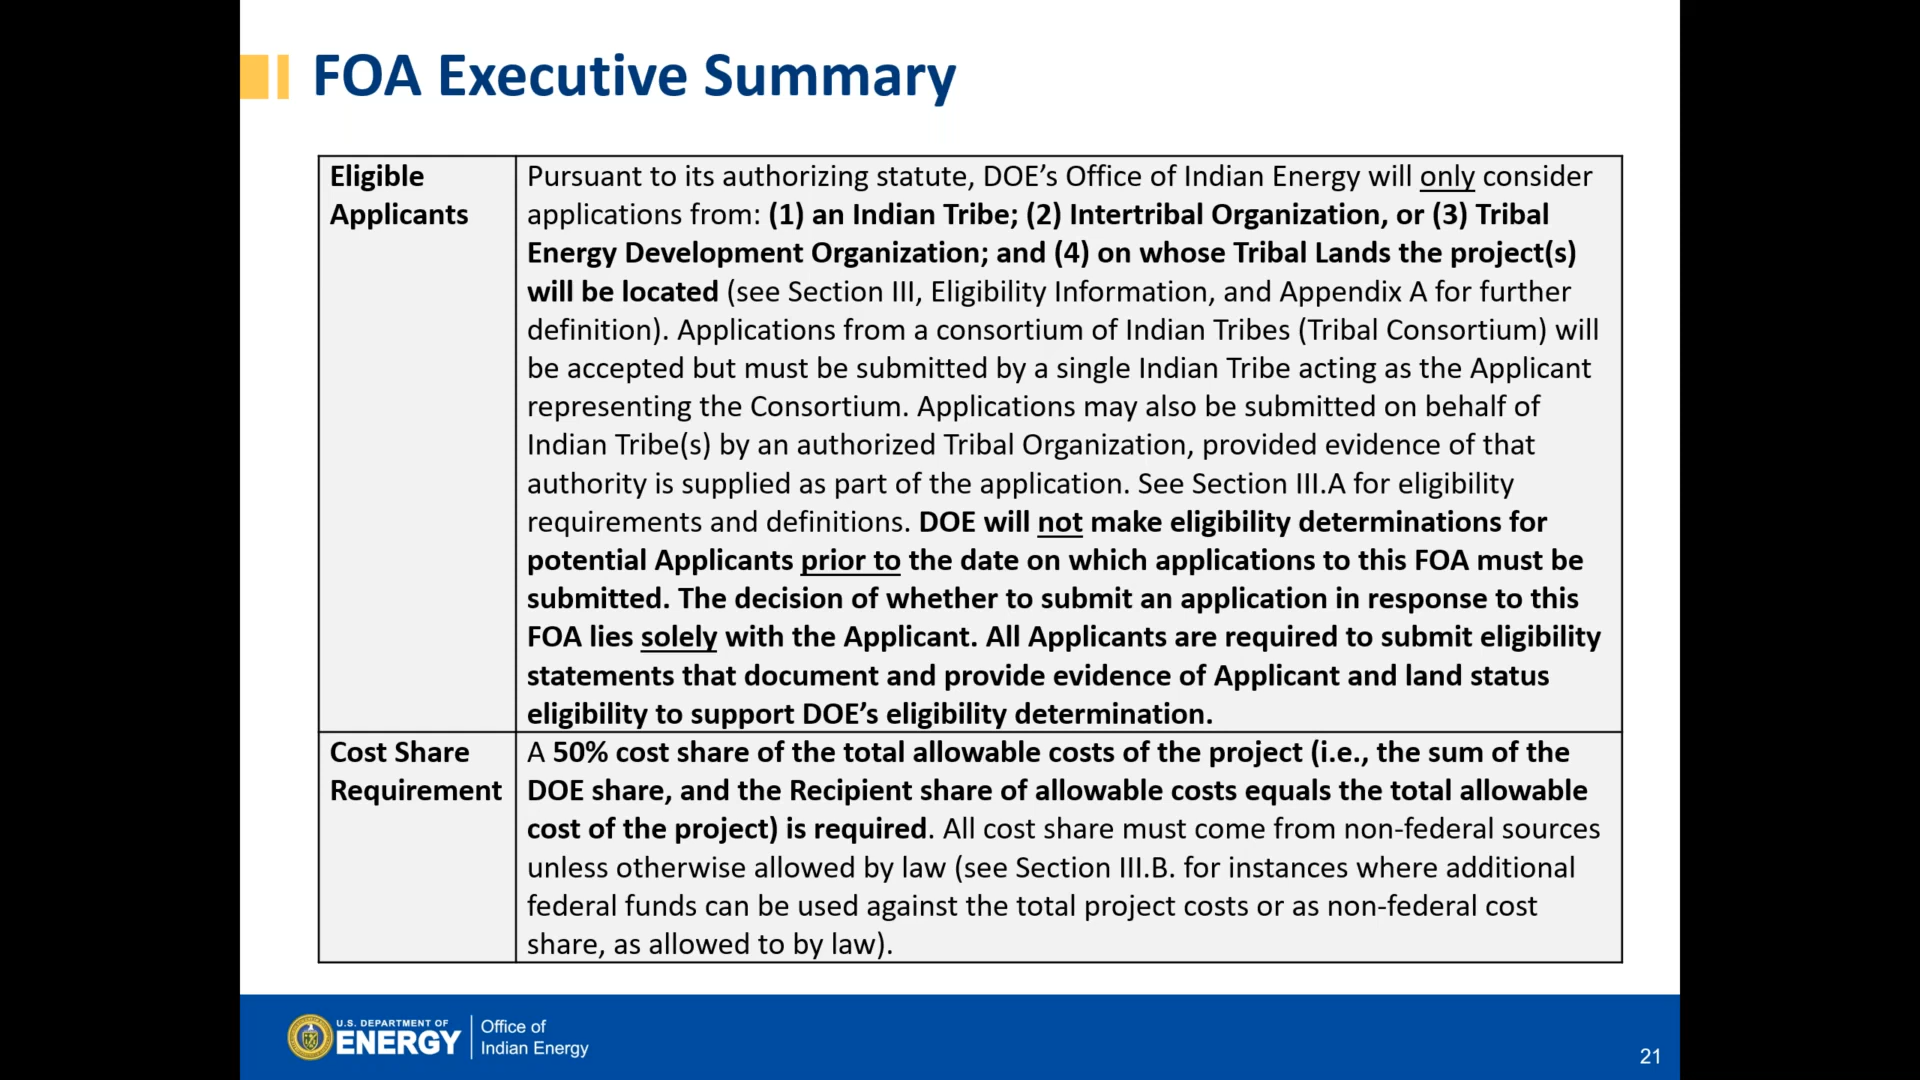 FOA Executive Summary
Eligible
Applicants
Pursuant to its authorizing statute, DOE’s Office of Indian Energy will only consider
applications from: (1) an Indian Tribe; (2) Intertribal Organization, or (3) Tribal
Energy Development Organization; and (4) on whose Tribal Lands the project(s)
will be located (see Section III, Eligibility Information, and Appendix A for further
definition). Applications from a consortium of Indian Tribes (Tribal Consortium) will
be accepted but must be submitted by a single Indian Tribe acting as the Applicant
representing the Consortium. Applications may also be submitted on behalf of
Indian Tribe(s) by an authorized Tribal Organization, provided evidence of that
authority is supplied as part of the application. See Section III.A for eligibility
requirements and definitions. DOE will not make eligibility determinations for
potential Applicants prior to the date on which applications to this FOA must be
submitted. The decision of whether to submit an application in response to this
FOA lies solely with the Applicant. All Applicants are required to submit eligibility
statements that document and provide evidence of Applicant and land status
eligibility to support DOE’s eligibility determination.
Cost Share
Requirement
A 50% cost share of the total allowable costs of the project (i.e., the sum of the
DOE share, and the Recipient share of allowable costs equals the total allowable
cost of the project) is required. All cost share must come from non-federal sources
unless otherwise allowed by law (see Section III.B. for instances where additional
federal funds can be used against the total project costs or as non-federal cost
share, as allowed to by law).
U.S. DEPARTMENT OF
ENERGY
Office of
Indian Energy
21